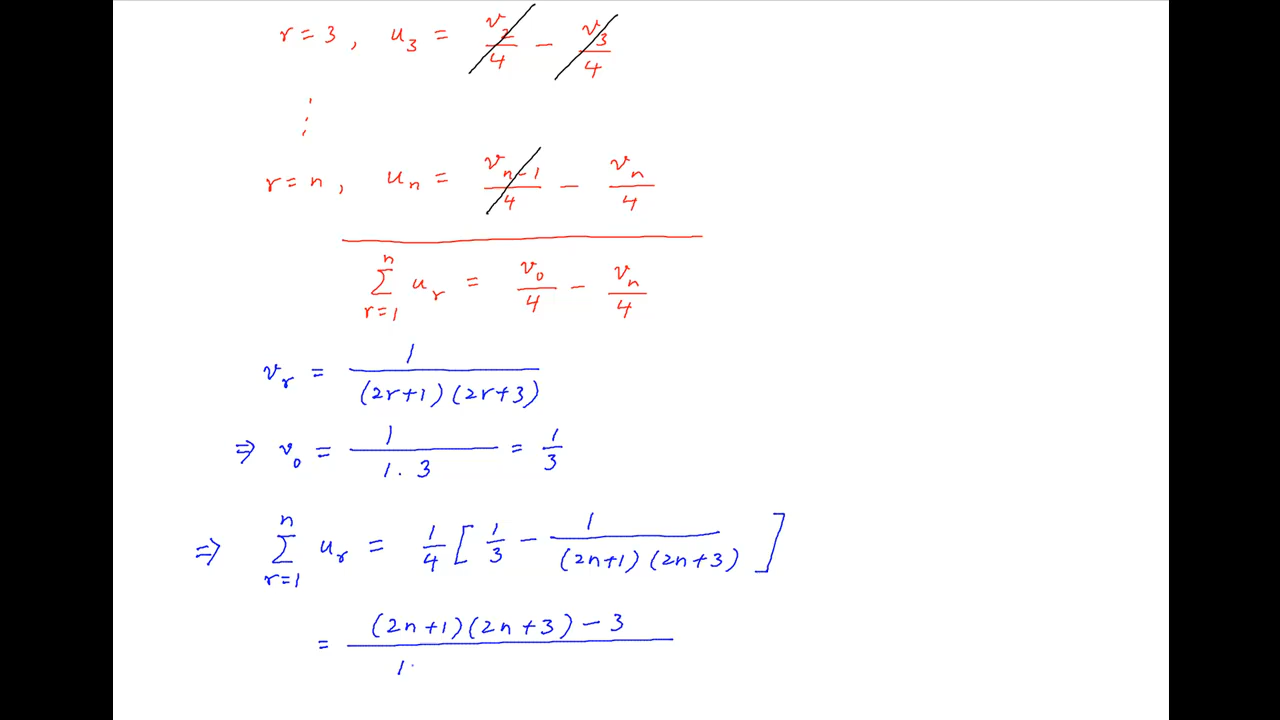 r = 3, u₃ = v₂/4 − v₃/4
⋮
r = n, uₙ = vₙ₋₁/4 − vₙ/4
∑ₙ r=1 uᵣ = v₀/4 − vₙ/4
vᵣ = 1/((2r+1)(2r+3))
⇒ v₀ = 1/(1.3) = 1/3
⇒ ∑ₙ r=1 uᵣ = 1/4 [1/3 − 1/((2n+1)(2n+3))]
= ((2n+1)(2n+3) − 3)/(1.